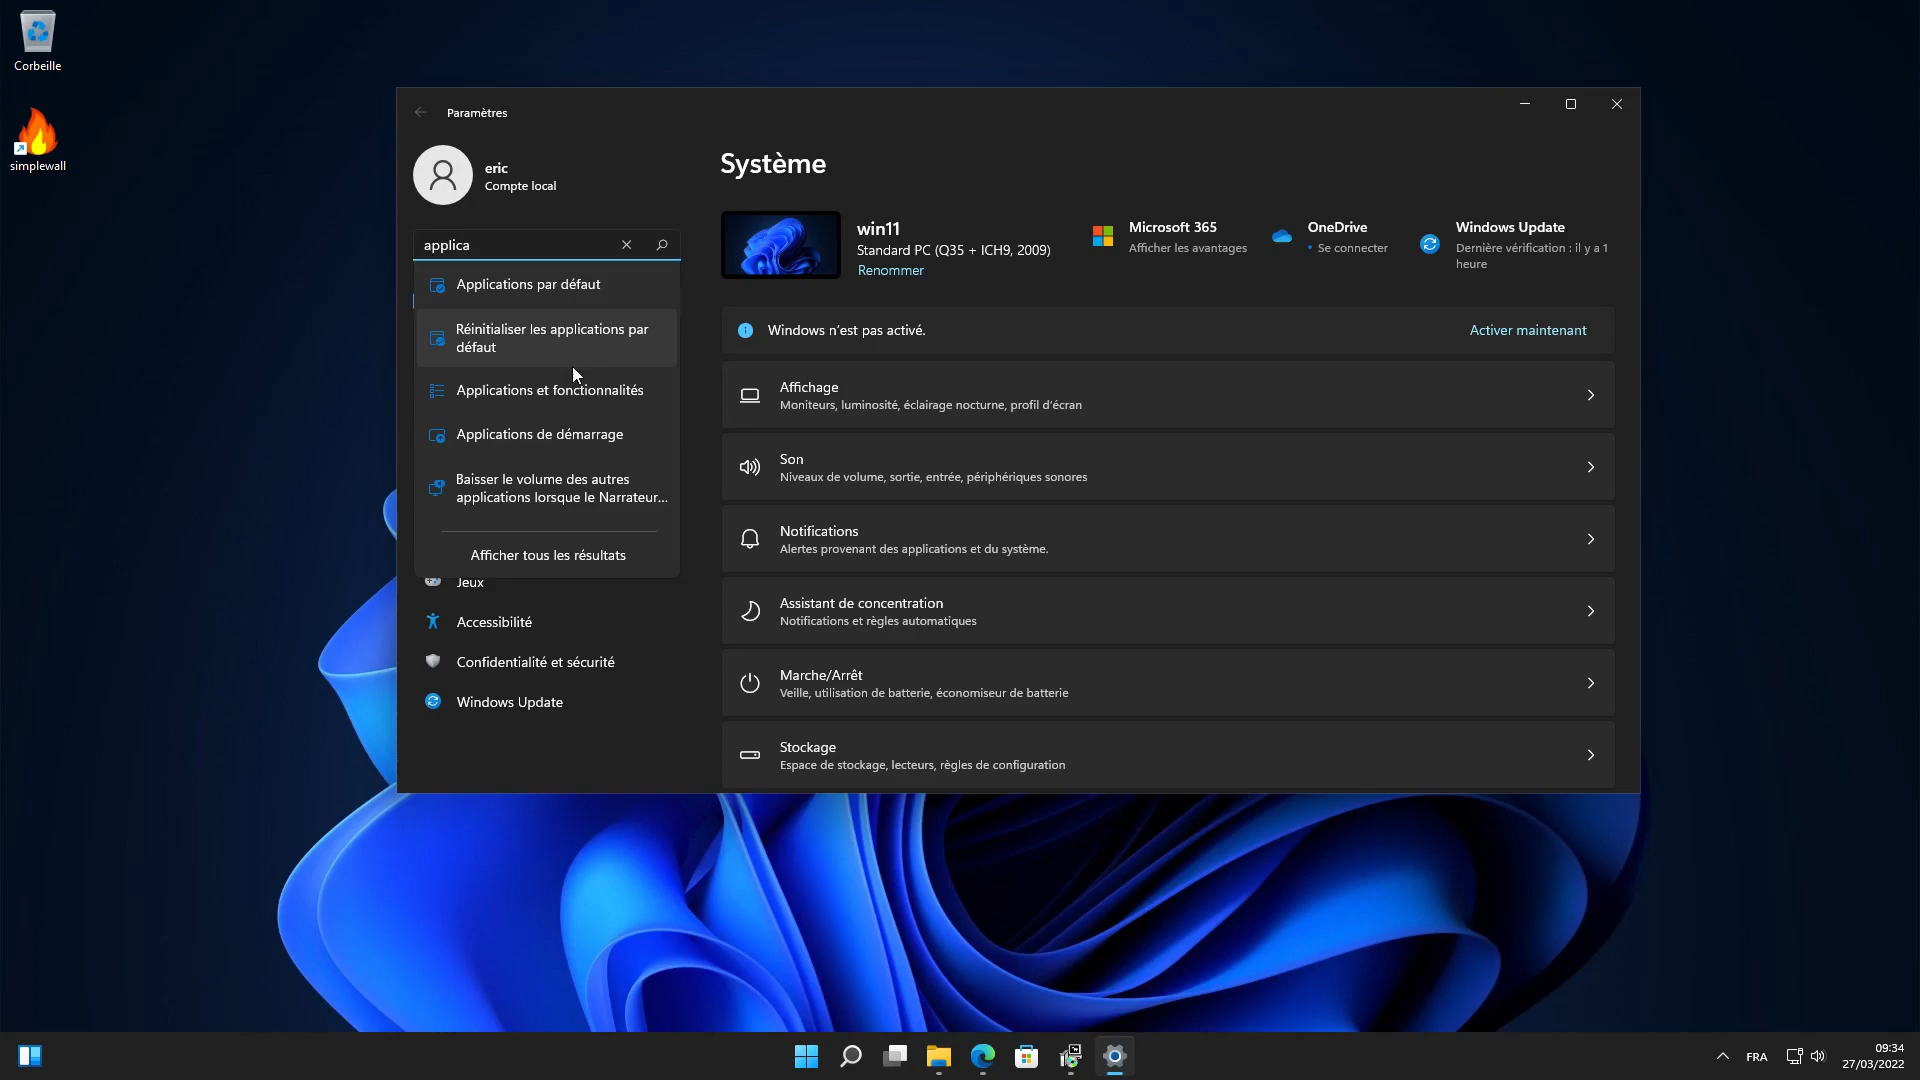 Corbeille
simplewall
Paramètres
eric
Compte local
applica
Applications par défaut
Réinitialiser les applications par
défaut
Applications et fonctionnalités
Applications de démarrage
Baisser le volume des autres
applications lorsque le Narrateur...
Afficher tous les résultats
Jeux
Accessibilité
Confidentialité et sécurité
Windows Update
Système
win11
Standard PC (Q35 + ICH9, 2009)
Renommer
Microsoft 365
Afficher les avantages
OneDrive
• Se connecter
Windows Update
Dernière vérification : il y a 1
heure
Windows n'est pas activé.
Activer maintenant
Affichage
Moniteurs, luminosité, éclairage nocturne, profil d'écran
Son
Niveaux de volume, sortie, entrée, périphériques sonores
Notifications
Alertes provenant des applications et du système.
Assistant de concentration
Notifications et règles automatiques
Marche/Arrêt
Veille, utilisation de batterie, économiseur de batterie
Stockage
Espace de stockage, lecteurs, règles de configuration
FRA
09:34
27/03/2022